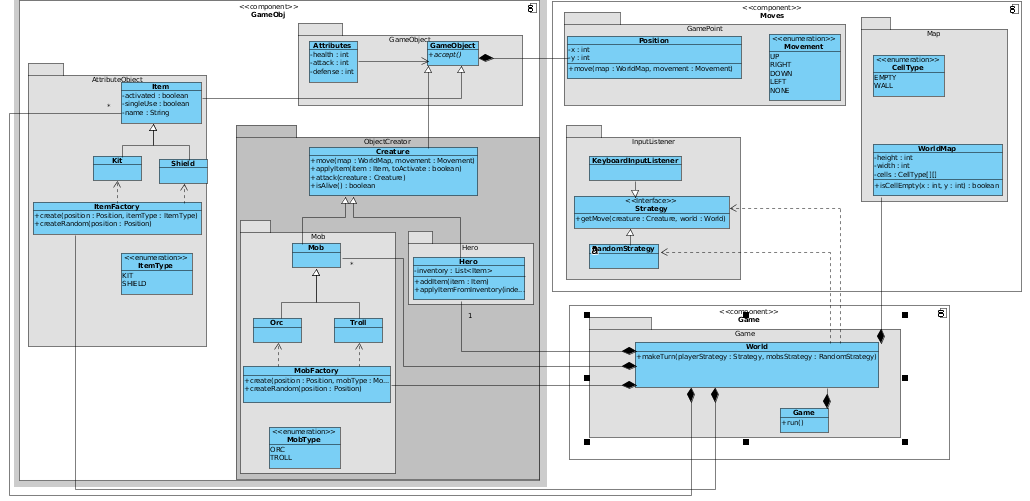 <<component>>
GameObj
GameObject
Attributes
-health : int
-attack : int
-defense : int
GameObject
+accept()
AttributeObject
Item
-activated : boolean
-singleUse : boolean
-name : String
*
Kit
Shield
ItemFactory
+create(position : Position, itemType : ItemType)
+createRandom(position : Position)
<<enumeration>>
ItemType
KIT
SHIELD
ObjectCreator
Creature
+move(map : WorldMap, movement : Movement)
+applyItem(item : Item, toActivate : boolean)
+attack(creature : Creature)
+isAlive() : boolean
Mob
Mob
*
Orc
Troll
MobFactory
+create(position : Position, mobType : Mo...
+createRandom(position : Position)
<<enumeration>>
MobType
ORC
TROLL
Hero
Hero
-inventory : List<Item>
+addItem(item : Item)
+applyItemFromInventory(inde...
1
<<component>>
Moves
GamePoint
Position
-x : int
-y : int
+move(map : WorldMap, movement : Movement)
<<enumeration>>
Movement
UP
RIGHT
DOWN
LEFT
NONE
Map
<<enumeration>>
CellType
EMPTY
WALL
WorldMap
-height : int
-width : int
-cells : CellType[][]
+isCellEmpty(x : int, y : int) : boolean
InputListener
KeyboardInputListener
<<Interface>>
Strategy
+getMove(creature : Creature, world : World)
RandomStrategy
<<component>>
Game
Game
World
+makeTurn(playerStrategy : Strategy, mobsStrategy : RandomStrategy)
Game
+run()